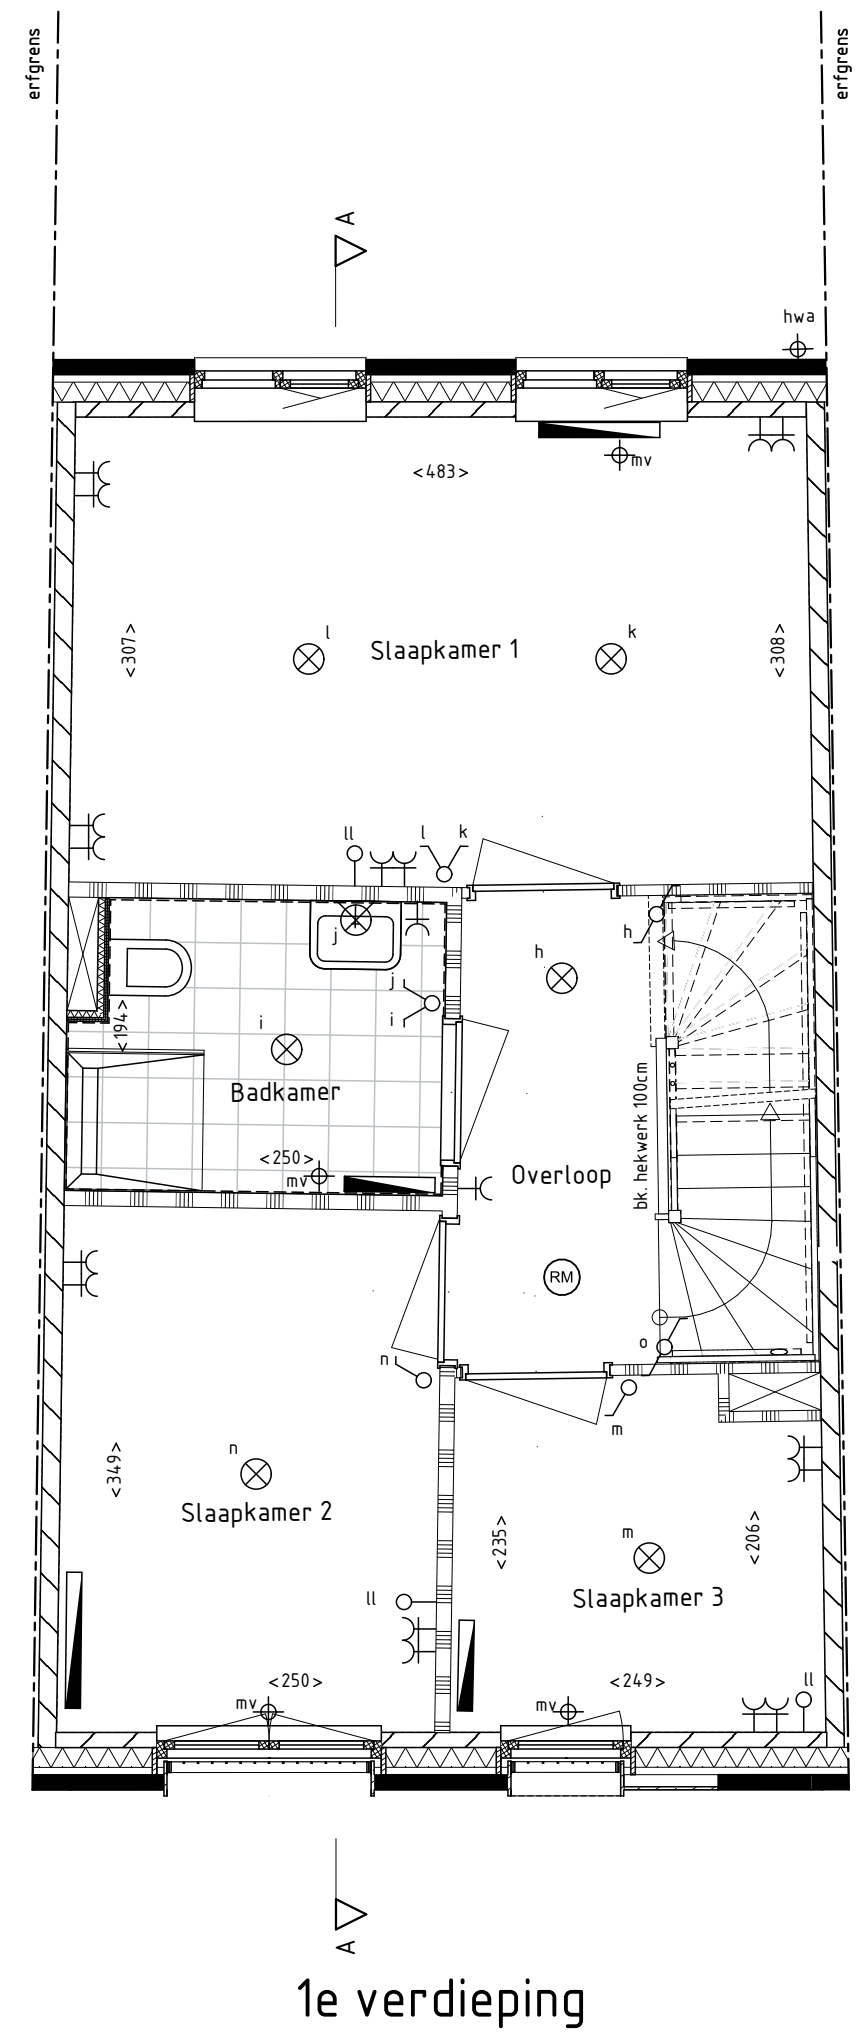 erfgrens
erfgrens
A
hwa
mv
<483>
l
k
<307>
Slaapkamer 1
<308>
ll
l
k
j
h
h
<194>
j
i
i
Badkamer
bk. hekwerk 100cm
<250>
mv
Overloop
RM
o
n
m
n
<349>
Slaapkamer 2
<235>
m
<206>
Slaapkamer 3
ll
<250>
<249>
mv
mv
ll
A
1e verdieping